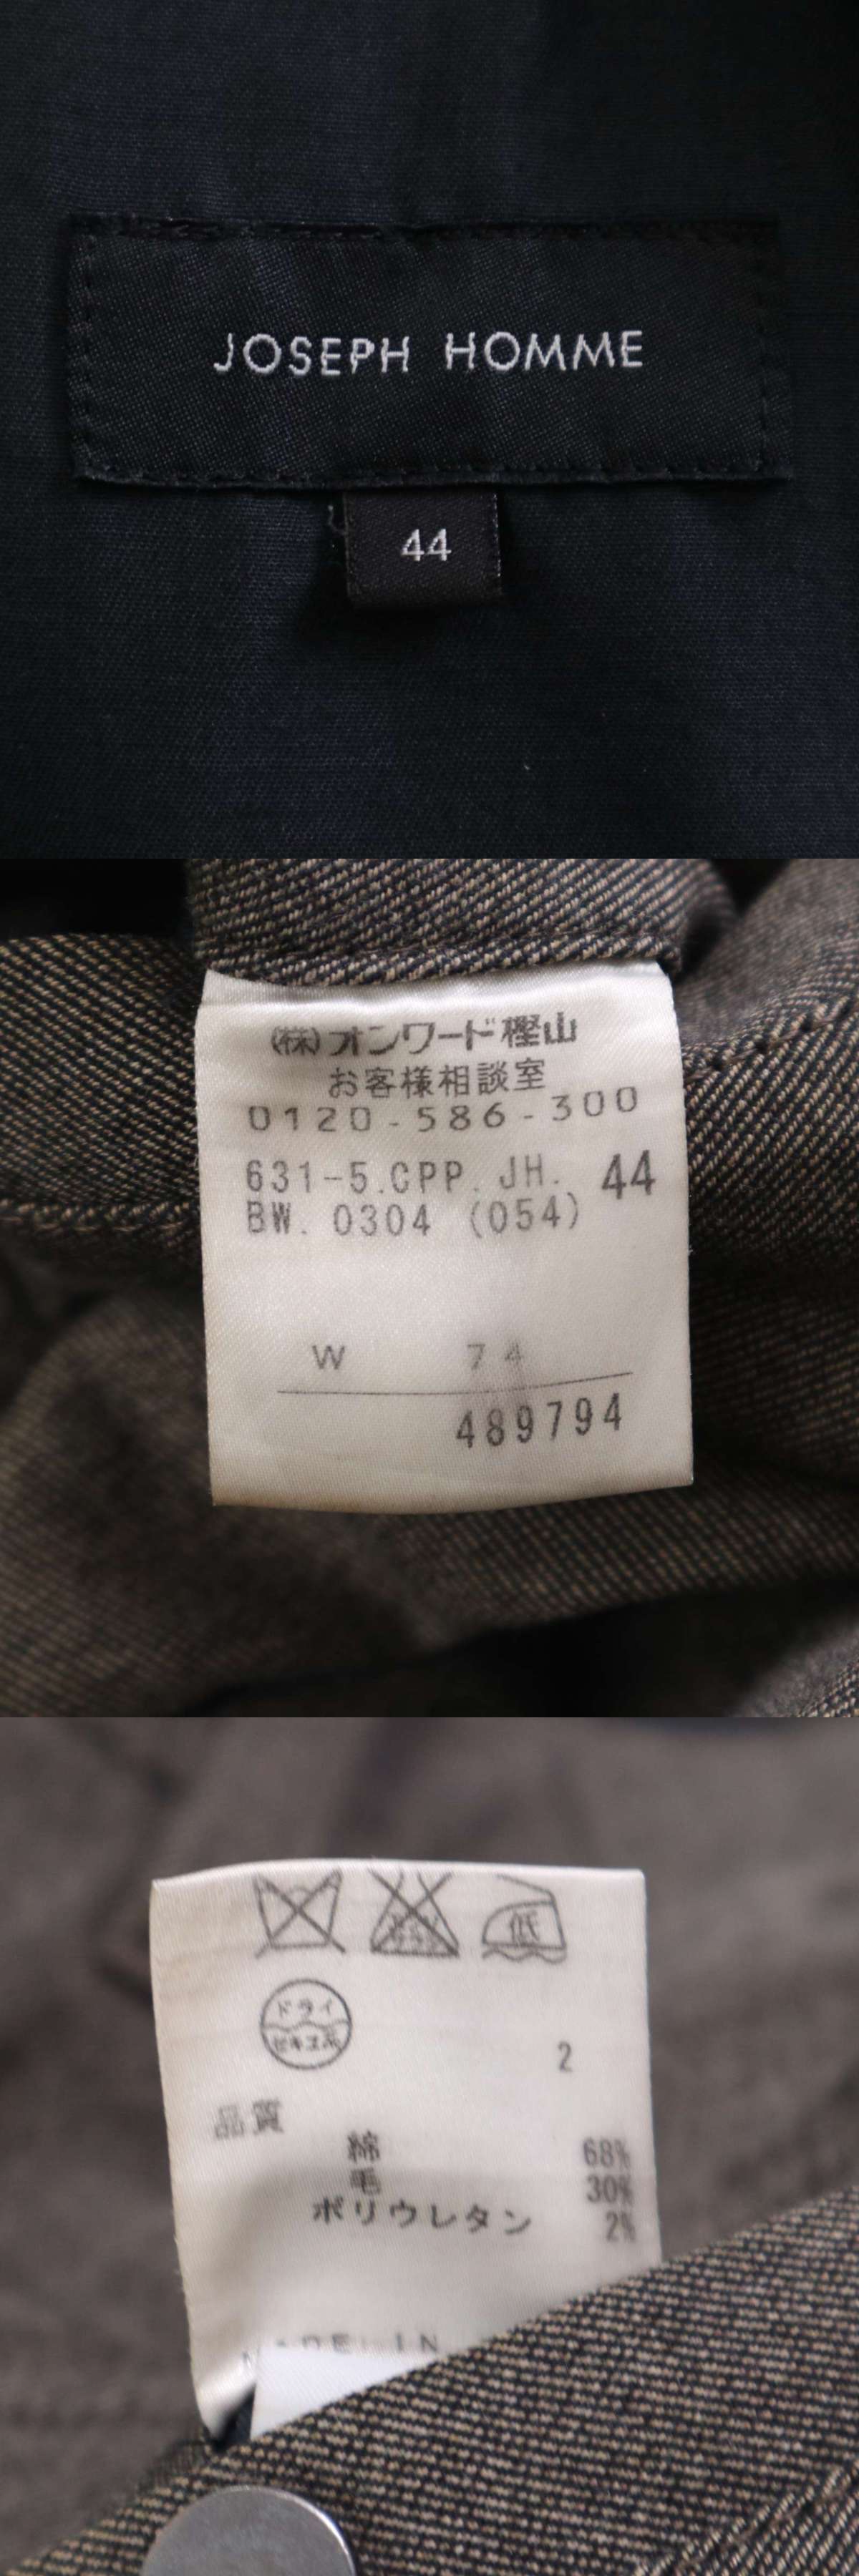 JOSEPH HOMME
44
(株)オンワード樫山
お客様相談室
0120-586-300
631-5.CPP.JH. 44
BW. 0304 (054)
W 74
489794
低
ドライ
セキユ系
2
品質
綿 68%
毛 30%
ポリウレタン 2%
MADE IN